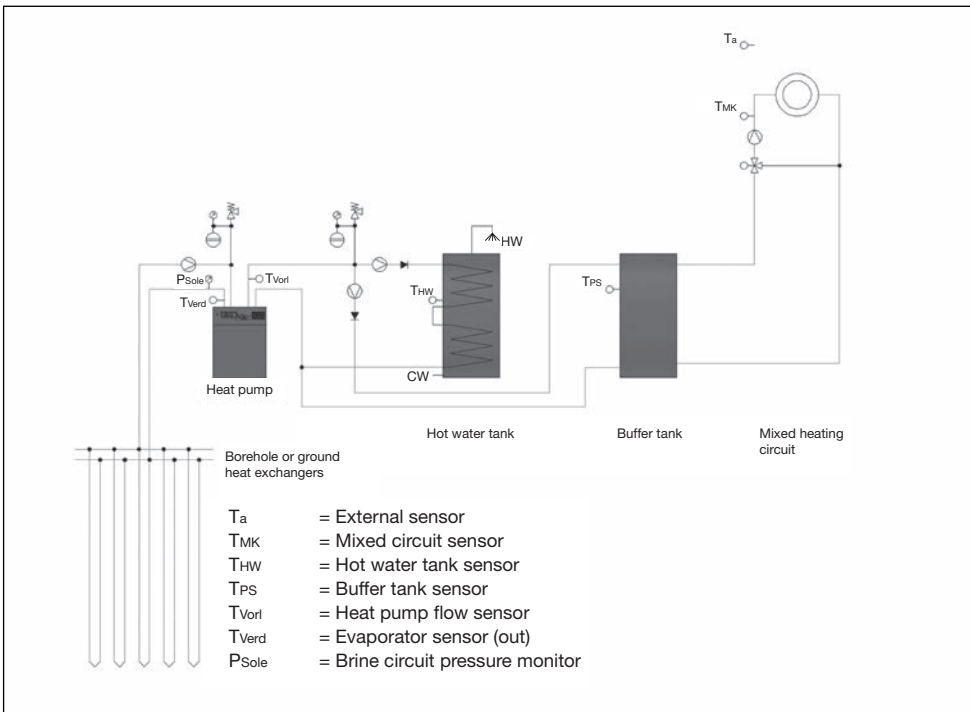 Ta
TMK
HW
PSole
TVorl
TVerd
THW
TPS
CW
Heat pump
Hot water tank
Buffer tank
Mixed heating
circuit
Borehole or ground
heat exchangers
Ta = External sensor
TMK = Mixed circuit sensor
THW = Hot water tank sensor
TPS = Buffer tank sensor
TVorl = Heat pump flow sensor
TVerd = Evaporator sensor (out)
PSole = Brine circuit pressure monitor